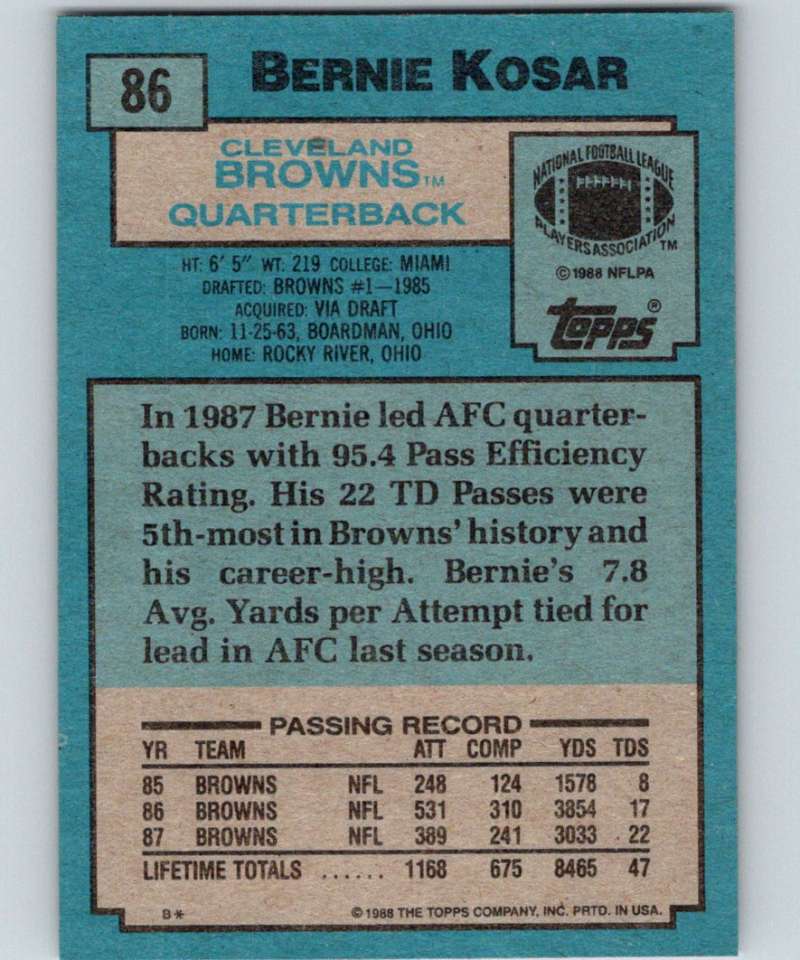 86
BERNIE KOSAR
CLEVELAND
BROWNS™
QUARTERBACK
NATIONAL FOOTBALL LEAGUE
PLAYERS ASSOCIATION™
© 1988 NFLPA
TOPPS®
HT: 6' 5" WT: 219 COLLEGE: MIAMI
DRAFTED: BROWNS #1—1985
ACQUIRED: VIA DRAFT
BORN: 11-25-63, BOARDMAN, OHIO
HOME: ROCKY RIVER, OHIO
In 1987 Bernie led AFC quarter-
backs with 95.4 Pass Efficiency
Rating. His 22 TD Passes were
5th-most in Browns' history and
his career-high. Bernie's 7.8
Avg. Yards per Attempt tied for
lead in AFC last season.
PASSING RECORD
YR TEAM ATT COMP YDS TDS
85 BROWNS NFL 248 124 1578 8
86 BROWNS NFL 531 310 3854 17
87 BROWNS NFL 389 241 3033 22
LIFETIME TOTALS ...... 1168 675 8465 47
B* © 1988 THE TOPPS COMPANY, INC. PRTD. IN USA.